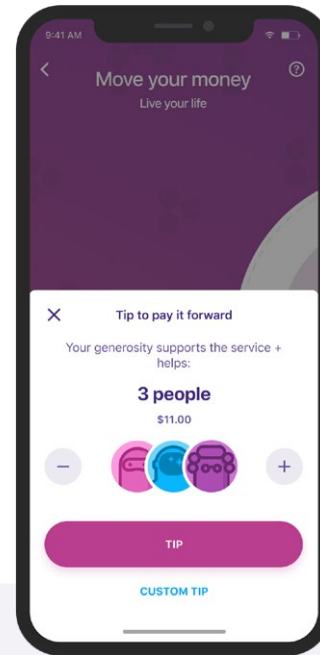 9:41 AM
Move your money
Live your life
Tip to pay it forward
Your generosity supports the service +
helps:
3 people
$11.00
TIP
CUSTOM TIP